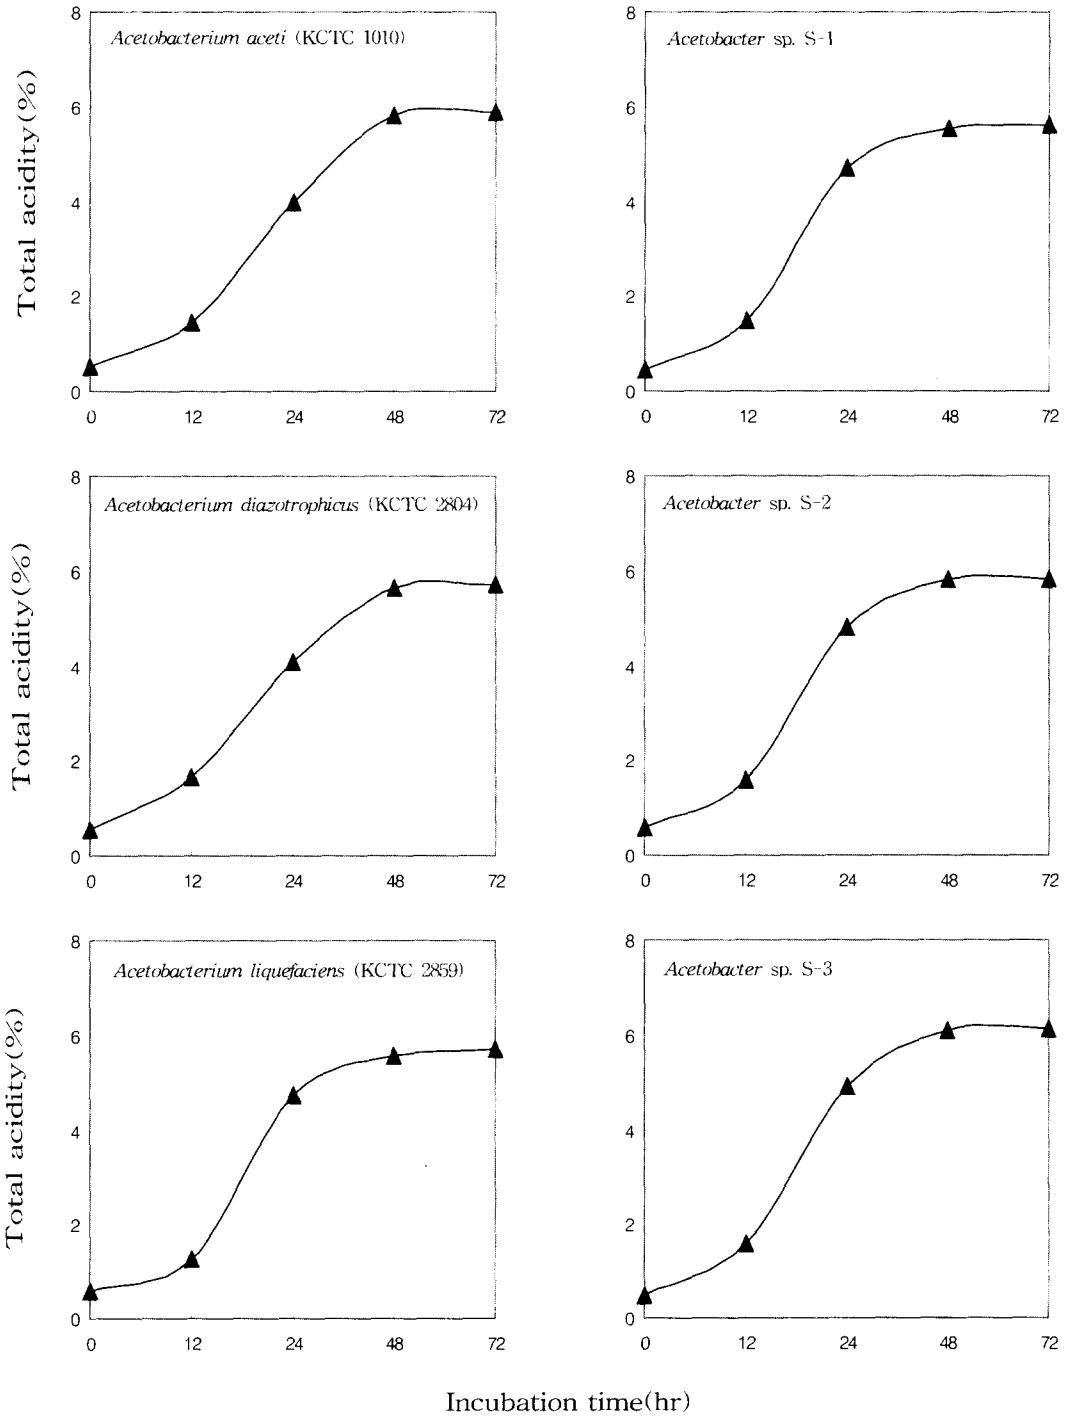 8
Acetobacterium aceti (KCTC 1010)
6
4
2
0
0 12 24 48 72
Total acidity(%)
8
Acetobacter sp. S-1
6
4
2
0
0 12 24 48 72
8
Acetobacterium diazotrophicus (KCTC 2804)
6
4
2
0
0 12 24 48 72
Total acidity(%)
8
Acetobacter sp. S-2
6
4
2
0
0 12 24 48 72
8
Acetobacterium liquefaciens (KCTC 2859)
6
4
2
0
0 12 24 48 72
Total acidity(%)
8
Acetobacter sp. S-3
6
4
2
0
0 12 24 48 72
Incubation time(hr)